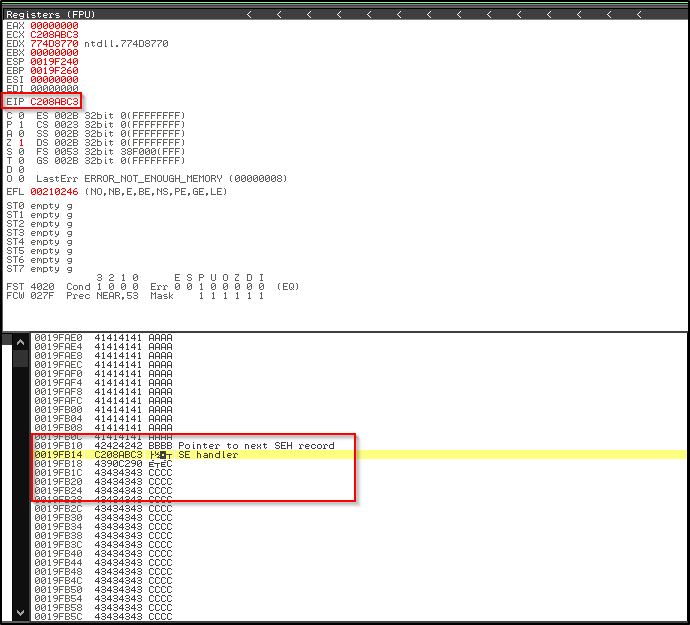 Registers (FPU) < < < < < < < < < < < < < <
EAX 00000000
ECX C208ABC3
EDX 774D8770 ntdll.774D8770
EBX 00000000
ESP 0019F240
EBP 0019F260
ESI 00000000
EDI 00000000
EIP C208ABC3
C 0 ES 002B 32bit 0(FFFFFFFF)
P 1 CS 0023 32bit 0(FFFFFFFF)
A 0 SS 002B 32bit 0(FFFFFFFF)
Z 1 DS 002B 32bit 0(FFFFFFFF)
S 0 FS 0053 32bit 38F000(FFF)
T 0 GS 002B 32bit 0(FFFFFFFF)
D 0
O 0 LastErr ERROR_NOT_ENOUGH_MEMORY (00000008)
EFL 00210246 (NO,NB,E,BE,NS,PE,GE,LE)
ST0 empty g
ST1 empty g
ST2 empty g
ST3 empty g
ST4 empty g
ST5 empty g
ST6 empty g
ST7 empty g
3 2 1 0 E S P U O Z D I
FST 4020 Cond 1 0 0 0 Err 0 0 1 0 0 0 0 0 (EQ)
FCW 027F Prec NEAR,53 Mask 1 1 1 1 1 1
0019FAE0 41414141 AAAA
0019FAE4 41414141 AAAA
0019FAE8 41414141 AAAA
0019FAEC 41414141 AAAA
0019FAF0 41414141 AAAA
0019FAF4 41414141 AAAA
0019FAF8 41414141 AAAA
0019FAFC 41414141 AAAA
0019FB00 41414141 AAAA
0019FB04 41414141 AAAA
0019FB08 41414141 AAAA
0019FB0C 41414141 AAAA
0019FB10 42424242 BBBB Pointer to next SEH record
0019FB14 C208ABC3 SE handler
0019FB18 4390C290
0019FB1C 43434343 CCCC
0019FB20 43434343 CCCC
0019FB24 43434343 CCCC
0019FB28 43434343 CCCC
0019FB2C 43434343 CCCC
0019FB30 43434343 CCCC
0019FB34 43434343 CCCC
0019FB38 43434343 CCCC
0019FB3C 43434343 CCCC
0019FB40 43434343 CCCC
0019FB44 43434343 CCCC
0019FB48 43434343 CCCC
0019FB4C 43434343 CCCC
0019FB50 43434343 CCCC
0019FB54 43434343 CCCC
0019FB58 43434343 CCCC
0019FB5C 43434343 CCCC